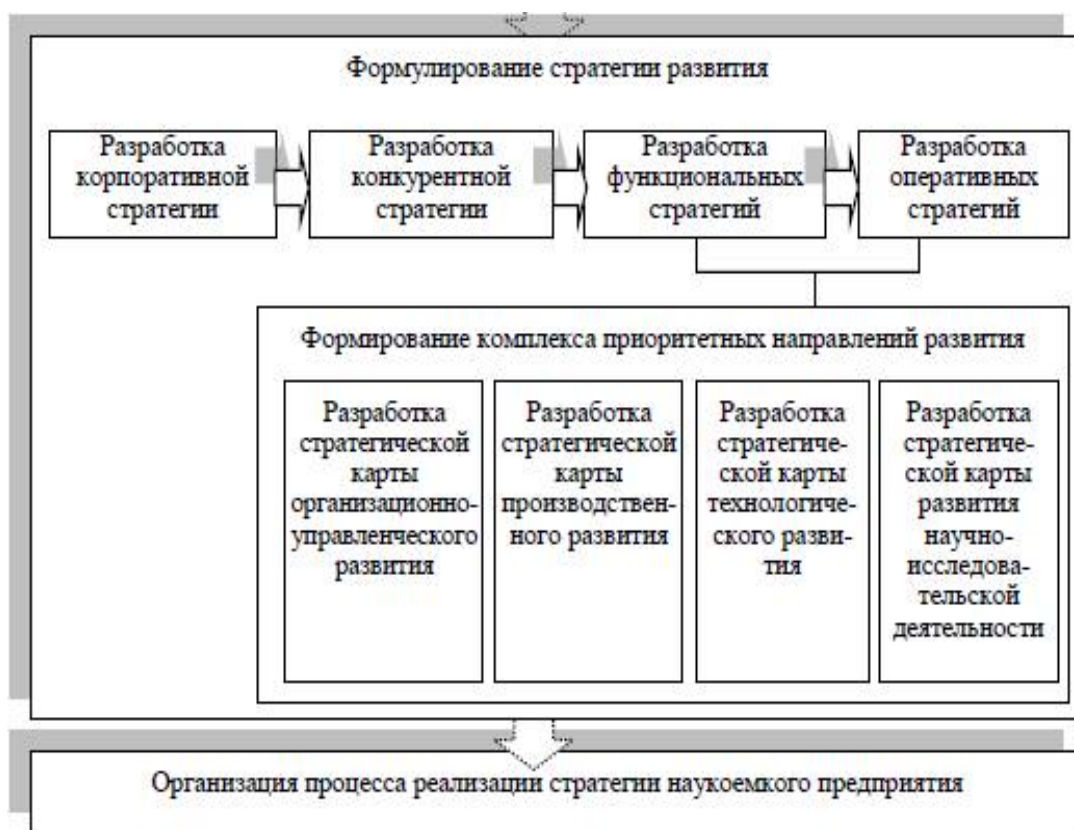 Формулирование стратегии развития
Разработка
корпоративной
стратегии
Разработка
конкурентной
стратегии
Разработка
функциональных
стратегий
Разработка
оперативных
стратегий
Формирование комплекса приоритетных направлений развития
Разработка
стратегической
карты
организационно-
управленческого
развития
Разработка
стратегической
карты
производствен-
ного развития
Разработка
стратегиче-
ской карты
технологиче-
ского разви-
тия
Разработка
стратегиче-
ской карты
развития
научно-
исследова-
тельской
деятельности
Организация процесса реализации стратегии наукоемкого предприятия